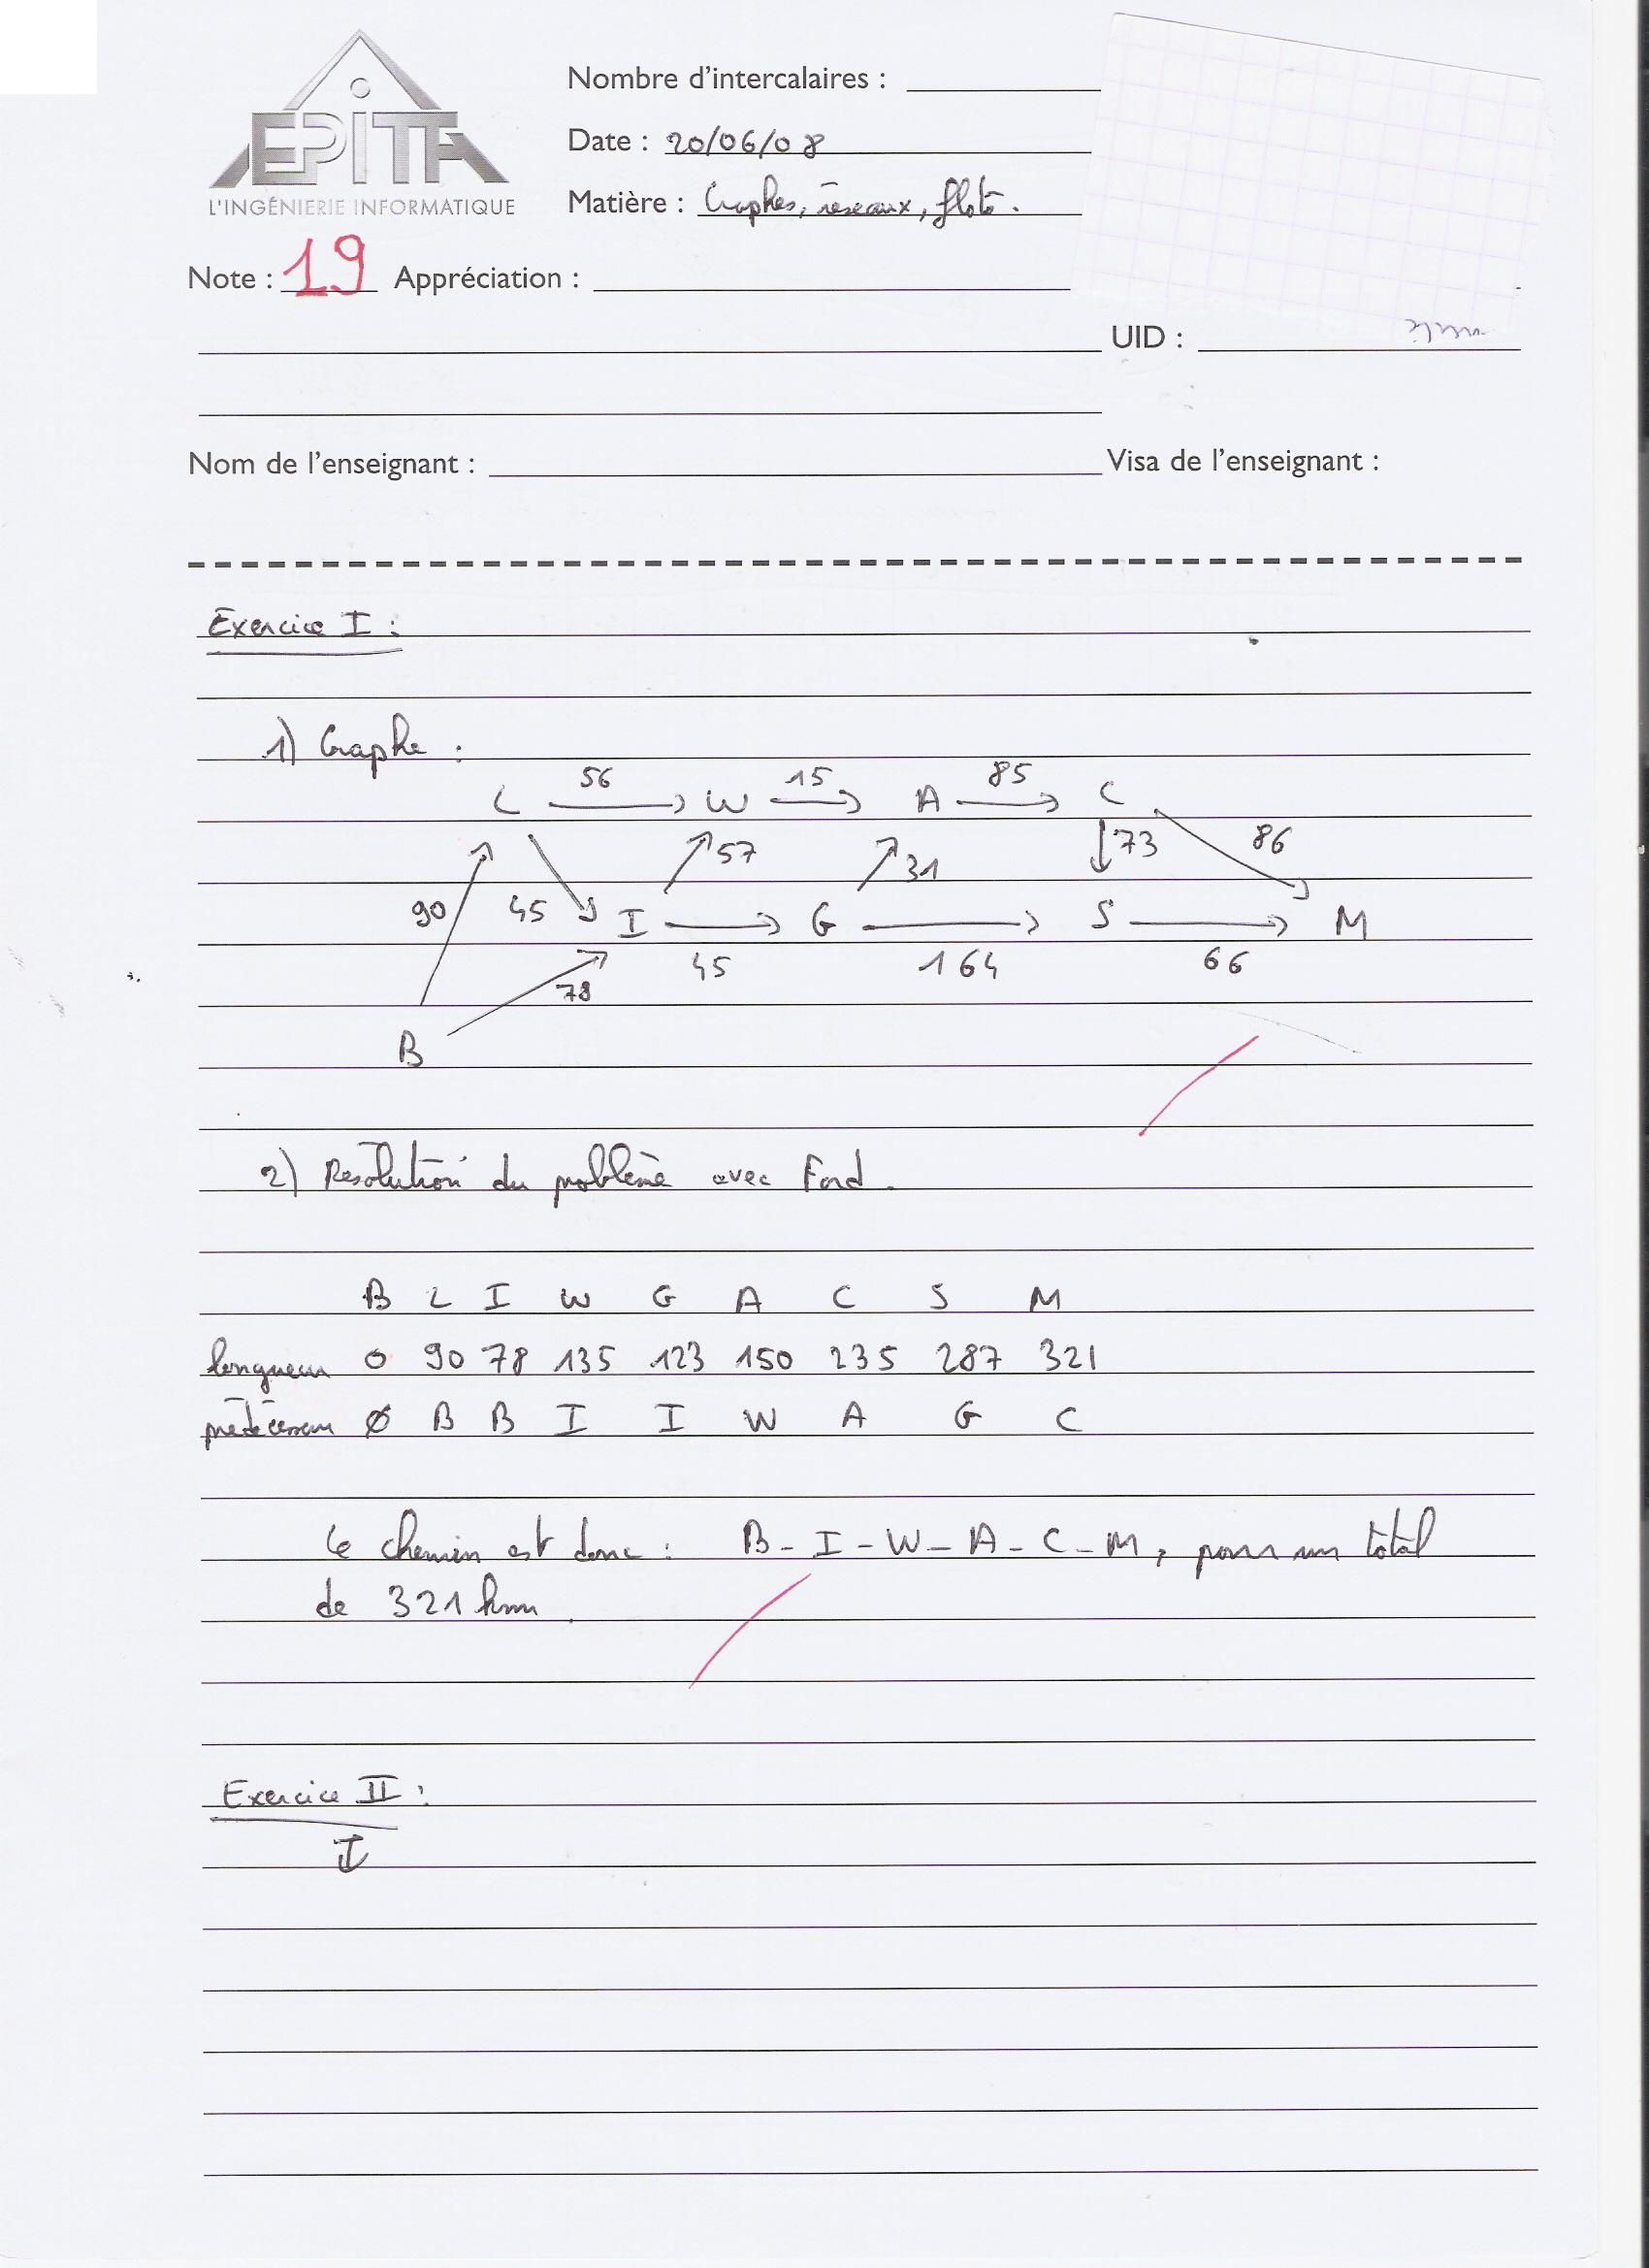 EPITA
L'INGÉNIERIE INFORMATIQUE
Nombre d'intercalaires :
Date : 20/06/08
Matière : Graphes, réseaux, flots.
Note : 19 Appréciation :
UID :
Nom de l'enseignant : Visa de l'enseignant :
Exercice I :
1) Graphe :
56 15 85
L W A C
57 31 73 86
90 45 I G S M
78 45 164 66
B
2) Résolution du problème avec Ford.
B L I W G A C S M
longueur 0 90 78 135 123 150 235 287 321
prédécesseur Ø B B I I W A G C
Le chemin est donc : B - I - W - A - C - M, pour un total
de 321 km.
Exercice II :